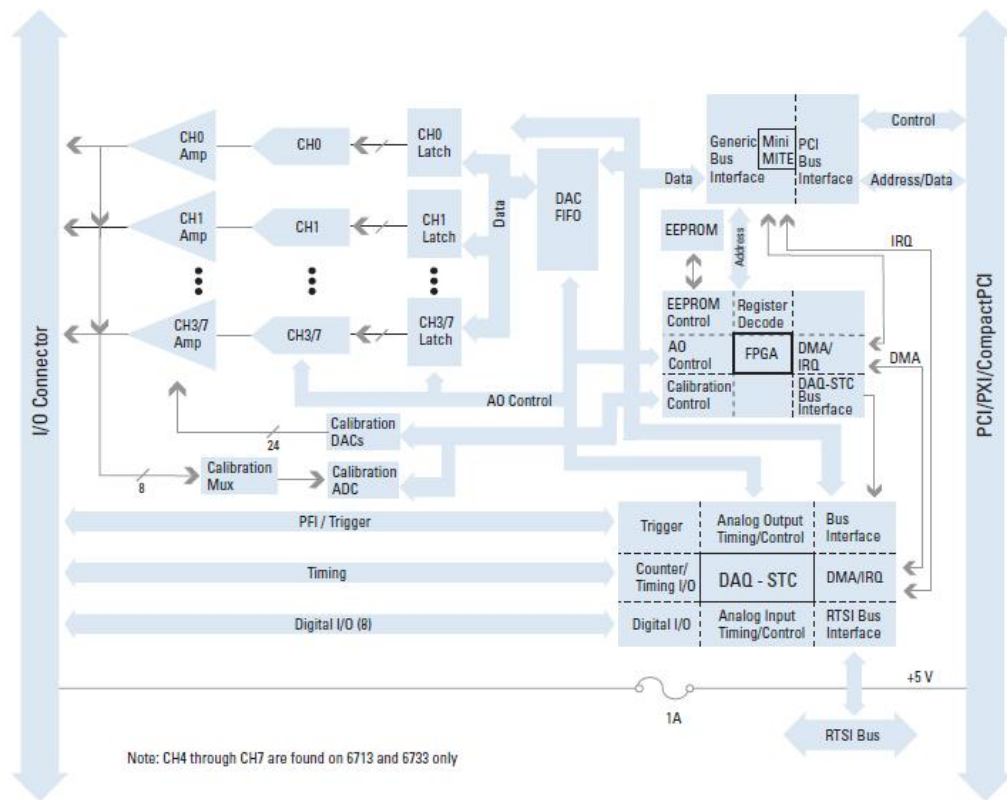 I/O Connector
CH0
Amp
CH0
CH0
Latch
CH1
Amp
CH1
CH1
Latch
CH3/7
Amp
CH3/7
CH3/7
Latch
Data
DAC
FIFO
Data
Generic
Bus
Interface
Mini
MITE
PCI
Bus
Interface
Control
Address/Data
IRQ
EEPROM
Address
EEPROM
Control
Register
Decode
AO
Control
FPGA
DMA/
IRQ
Calibration
Control
DAQ-STC
Bus
Interface
DMA
AO Control
Calibration
DACs
24
8
Calibration
Mux
Calibration
ADC
PFI / Trigger
Timing
Digital I/O (8)
Trigger
Analog Output
Timing/Control
Bus
Interface
Counter/
Timing I/O
DAQ - STC
DMA/IRQ
Digital I/O
Analog Input
Timing/Control
RTSI Bus
Interface
+5 V
1A
RTSI Bus
PCI/PXI/CompactPCI
Note: CH4 through CH7 are found on 6713 and 6733 only